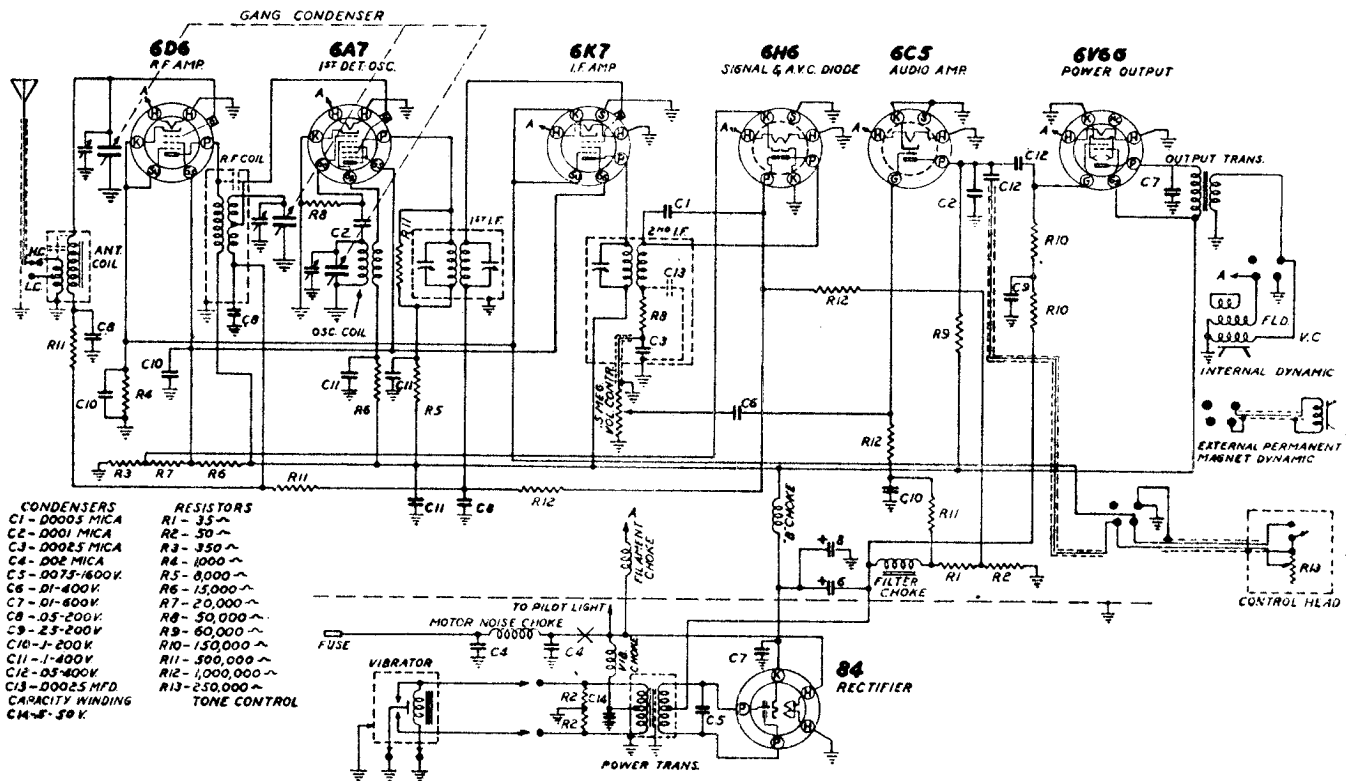 GANG CONDENSER
6D6
R.F AMP.
6A7
1ST DET. OSC.
6K7
I.F. AMP
6H6
SIGNAL & A.V.C. DIODE
6C5
AUDIO AMP.
6V6G
POWER OUTPUT
A
H
H
K
P
A
H
H
K
P
A
K
S
H
H
P
A
K
S
H
H
P
K
A
K
S
H
H
P
G
A
K
H
H
P
G
R.F COIL
OUTPUT TRANS.
C12
C12
C2
C7
R8
C2
R11
1ST I.F.
C1
2ND I.F.
C13
H.C.
L.C.
ANT.
COIL
R10
A
C8
C8
OSC. COIL
R8
C3
R12
C9
R10
FLD.
V.C
R11
R9
INTERNAL DYNAMIC
C10
C10
R4
C11
R6
C11
R5
.5 MEG
VOL CONTR.
C6
R12
EXTERNAL PERMANENT
MAGNET DYNAMIC
R3
R7
R6
R11
C11
C8
R12
C10
R11
"B" CHOKE
A
FILAMENT
CHOKE
+ 8
+ 6
FILTER
CHOKE
R1
R2
R13
CONTROL HEAD
CONDENSERS
C1-.00005 MICA
C2-.0001 MICA
C3-.00025 MICA
C4-.002 MICA
C5-.0075-1600V.
C6-.01-400V.
C7-.01-600V.
C8-.05-200V.
C9-.25-200V
C10-.1-200V.
C11-.1-400V
C12-.05-400V.
C13-.00025 MFD.
CAPACITY WINDING
C14-.5-50V.
RESISTORS
R1-35~
R2-50~
R3-350~
R4-1,000~
R5-8,000~
R6-15,000~
R7-20,000~
R8-50,000~
R9-60,000~
R10-150,000~
R11-500,000~
R12-1,000,000~
R13-250,000~
TONE CONTROL
TO PILOT LIGHT
MOTOR NOISE CHOKE
FUSE
C4
C4
VIB.
CHOKE
VIBRATOR
R2
R2
C14
C5
C7
K
H
P
H
P
84
RECTIFIER
POWER TRANS.